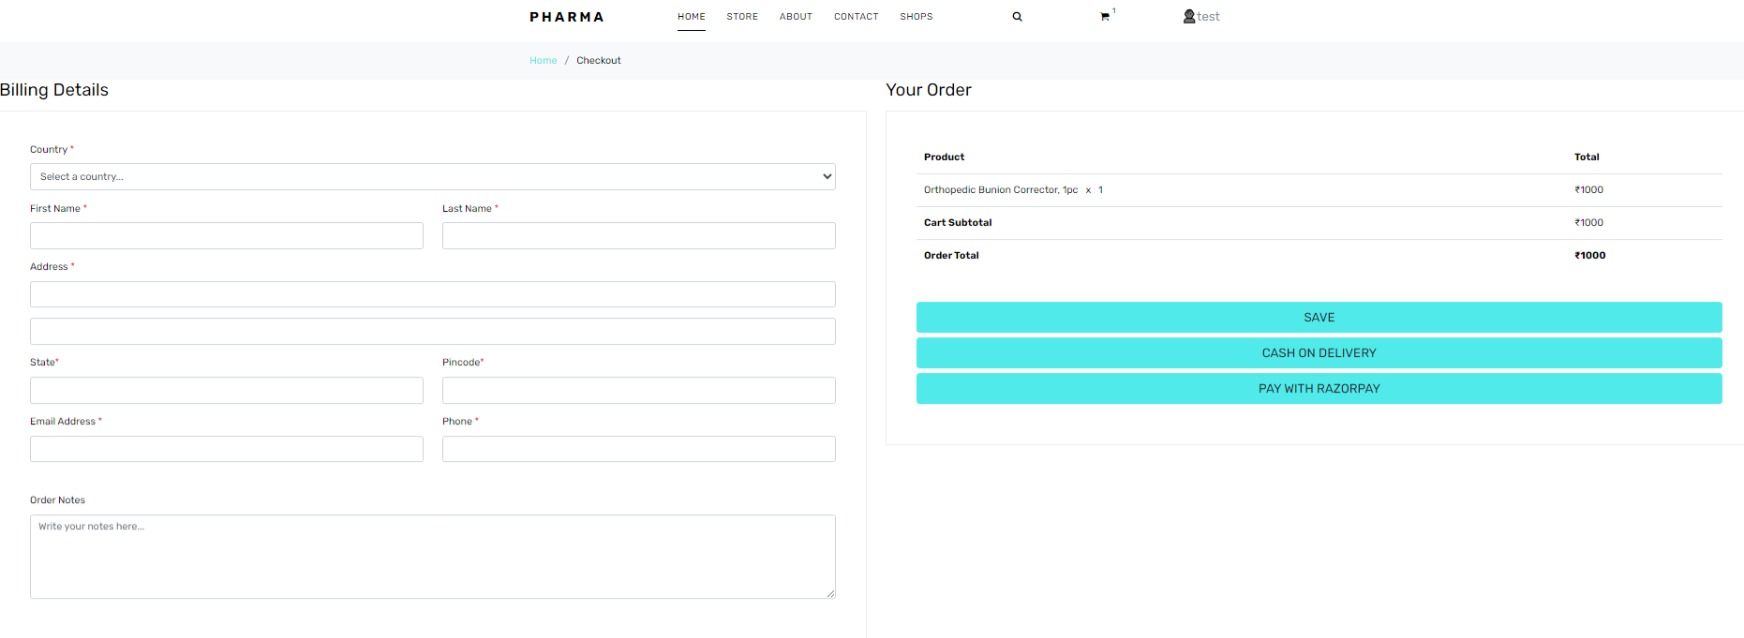 PHARMA HOME STORE ABOUT CONTACT SHOPS 1 test
Home / Checkout
Billing Details
Country *
Select a country...
First Name * Last Name *
Address *
State* Pincode*
Email Address * Phone *
Order Notes
Write your notes here...
Your Order
Product Total
Orthopedic Bunion Corrector, 1pc x 1 ₹1000
Cart Subtotal ₹1000
Order Total ₹1000
SAVE
CASH ON DELIVERY
PAY WITH RAZORPAY